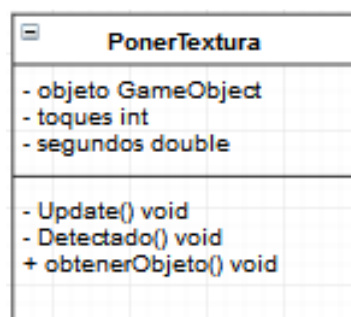 PonerTextura
- objeto GameObject
- toques int
- segundos double
- Update() void
- Detectado() void
+ obtenerObjeto() void